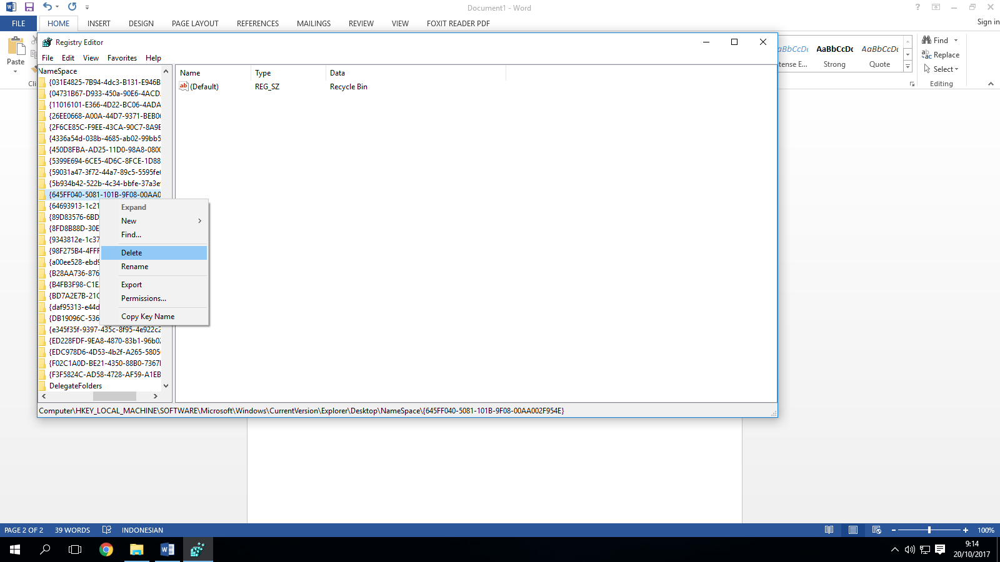 Document1 - Word
?
FILE HOME INSERT DESIGN PAGE LAYOUT REFERENCES MAILINGS REVIEW VIEW FOXIT READER PDF Sign in
Registry Editor
File Edit View Favorites Help
Paste
Cli
AaBbCcDc AaBbCcDc
Strong Quote
Find
Replace
Select
Editing
Name Type Data
(Default) REG_SZ Recycle Bin
NameSpace
{031E4825-7B94-4dc3-B131-E946B
{04731B67-D933-450a-90E6-4ACD
{11016101-E366-4D22-BC06-4ADA
{26EE0668-A00A-44D7-9371-BEB0
{2F6CE85C-F9EE-43CA-90C7-8A9B
{4336a54d-038b-4685-ab02-99bb5
{450D8FBA-AD25-11D0-98A8-0800
{5399E694-6CE5-4D6C-8FCE-1D88
{59031a47-3f72-44a7-89c5-5595fe
{5b934b42-522b-4c34-bbfe-37a3e
{645FF040-5081-101B-9F08-00AA0
{64693913-1c21
{89D83576-6BD
{8FD8B88D-30E
{9343812e-1c37
{98F275B4-4FFF
{a00ee528-ebd9
{B28AA736-876
{B4FB3F98-C1E
{BD7A2E7B-21C
{daf95313-e44d
{DB19096C-536
{e345f35f-9397-435c-8f95-4e922c2
{ED228FDF-9EA8-4870-83b1-96b02
{EDC978D6-4D53-4b2f-A265-5805
{F02C1A0D-BE21-4350-88B0-7367
{F3F5824C-AD58-4728-AF59-A1EB
DelegateFolders
Expand
New
Find...
Delete
Rename
Export
Permissions...
Copy Key Name
Computer\HKEY_LOCAL_MACHINE\SOFTWARE\Microsoft\Windows\CurrentVersion\Explorer\Desktop\NameSpace\{645FF040-5081-101B-9F08-00AA002F954E}
PAGE 2 OF 2 39 WORDS INDONESIAN 100%
9:14
20/10/2017